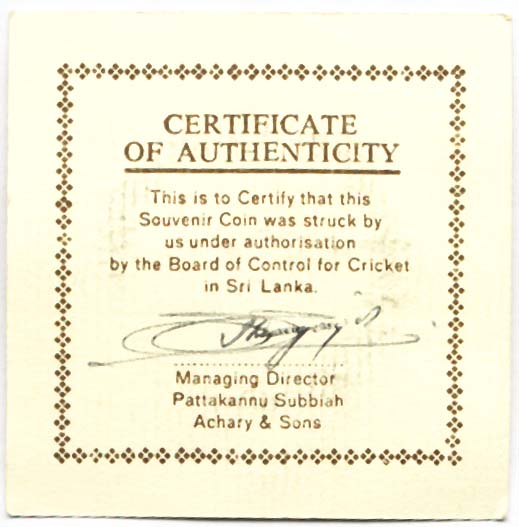 CERTIFICATE
OF AUTHENTICITY
This is to Certify that this
Souvenir Coin was struck by
us under authorisation
by the Board of Control for Cricket
in Sri Lanka.
Managing Director
Pattakannu Subbiah
Achary & Sons